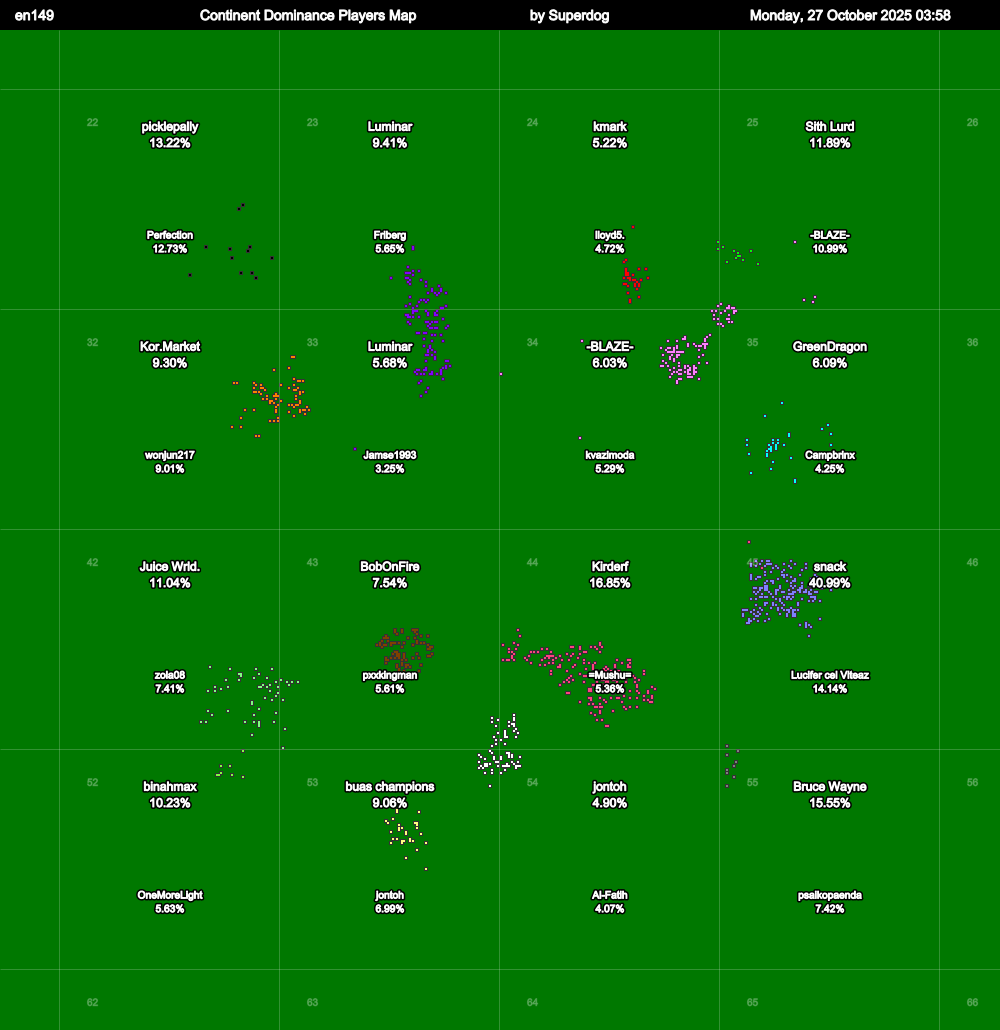 en149 Continent Dominance Players Map by Superdog Monday, 27 October 2025 03:58
22 23 24 25 26
picklepally Luminar kmark Sith Lurd
13.22% 9.41% 5.22% 11.89%
Perfection Friberg lloyd5. -BLAZE-
12.73% 5.65% 4.72% 10.99%
32 33 34 35 36
Kor.Market Luminar -BLAZE- GreenDragon
9.30% 5.68% 6.03% 6.09%
wonjun217 Jamse1993 kvazimoda Campbrinx
9.01% 3.25% 5.29% 4.25%
42 43 44 45 46
Juice Wrld. BobOnFire Kirderf snack
11.04% 7.54% 16.85% 40.99%
zola08 pxxkingman =Mushu= Lucifer cel Viteaz
7.41% 5.61% 5.36% 14.14%
52 53 54 55 56
binahmax buas champions jontoh Bruce Wayne
10.23% 9.06% 4.90% 15.55%
OneMoreLight jontoh Al-Fatih psalkopaenda
5.63% 6.99% 4.07% 7.42%
62 63 64 65 66